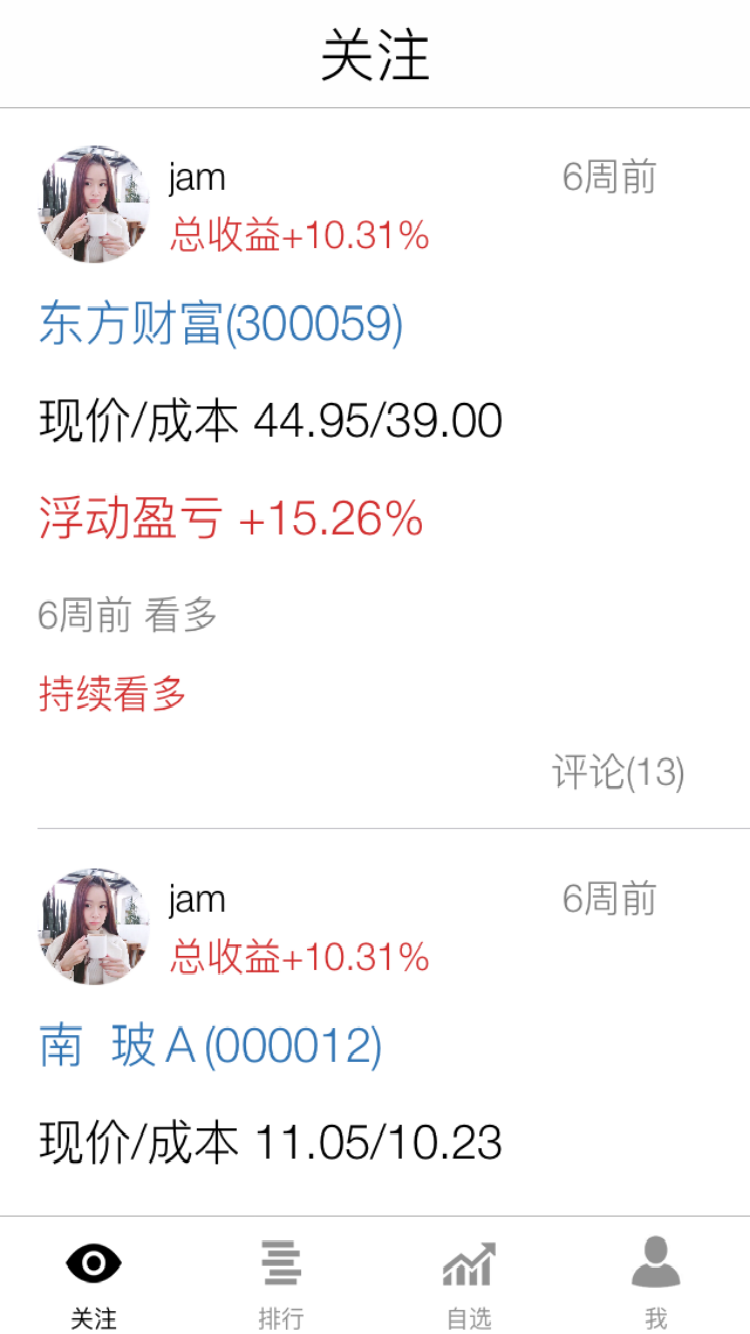 关注
jam
6周前
总收益+10.31%
东方财富(300059)
现价/成本 44.95/39.00
浮动盈亏 +15.26%
6周前 看多
持续看多
评论(13)
jam
6周前
总收益+10.31%
南 玻A(000012)
现价/成本 11.05/10.23
关注 排行 自选 我